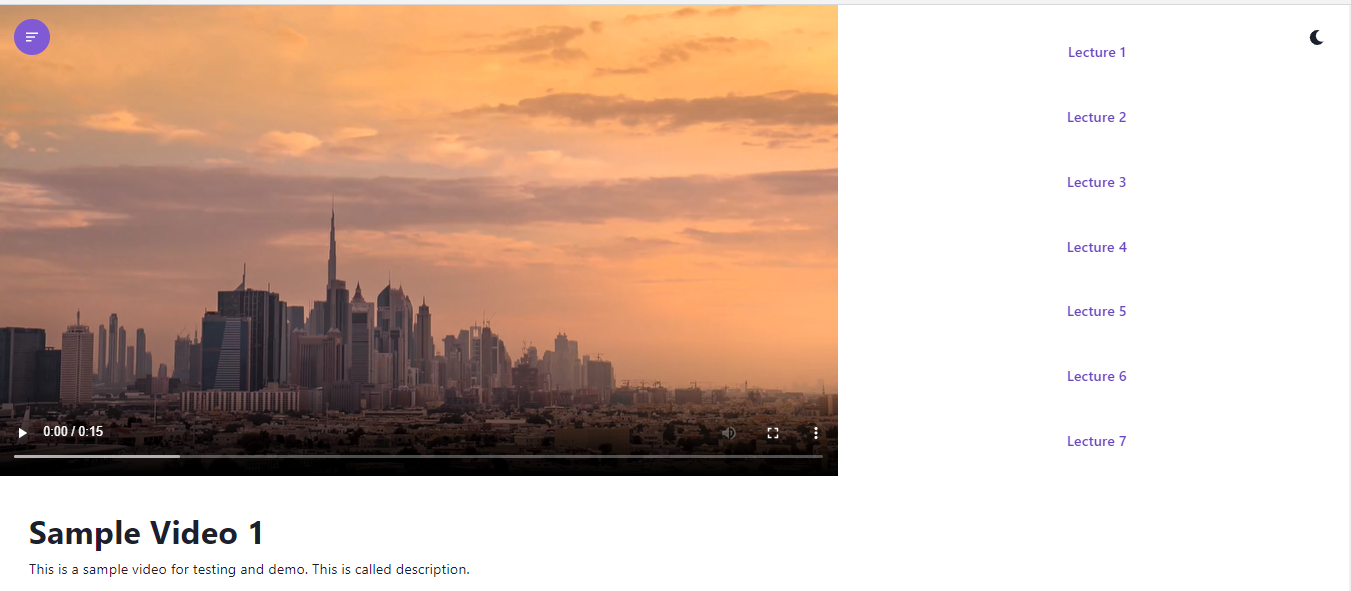 Lecture 1
Lecture 2
Lecture 3
Lecture 4
Lecture 5
Lecture 6
Lecture 7
0:00 / 0:15
Sample Video 1
This is a sample video for testing and demo. This is called description.